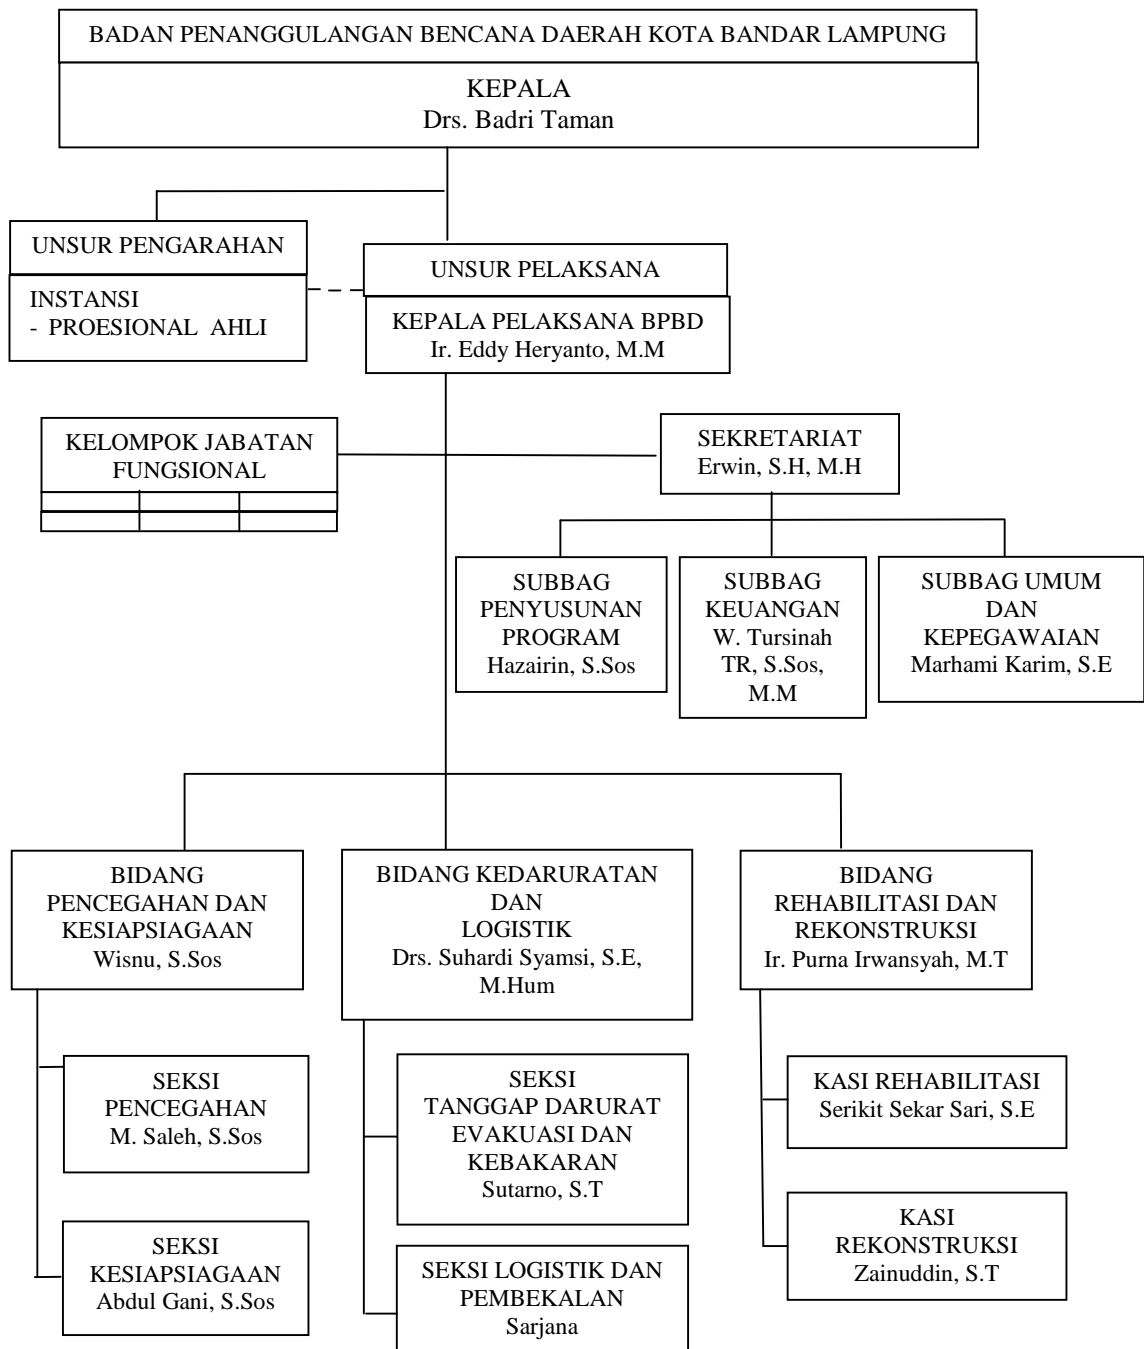 BADAN PENANGGULANGAN BENCANA DAERAH KOTA BANDAR LAMPUNG
KEPALA
Drs. Badri Taman
UNSUR PENGARAHAN
INSTANSI
- PROESIONAL AHLI
UNSUR PELAKSANA
KEPALA PELAKSANA BPBD
Ir. Eddy Heryanto, M.M
KELOMPOK JABATAN
FUNGSIONAL
SEKRETARIAT
Erwin, S.H, M.H
SUBBAG
PENYUSUNAN
PROGRAM
Hazairin, S.Sos
SUBBAG
KEUANGAN
W. Tursinah
TR, S.Sos,
M.M
SUBBAG UMUM
DAN
KEPEGAWAIAN
Marhami Karim, S.E
BIDANG
PENCEGAHAN DAN
KESIAPSIAGAAN
Wisnu, S.Sos
BIDANG KEDARURATAN
DAN
LOGISTIK
Drs. Suhardi Syamsi, S.E,
M.Hum
BIDANG
REHABILITASI DAN
REKONSTRUKSI
Ir. Purna Irwansyah, M.T
SEKSI
PENCEGAHAN
M. Saleh, S.Sos
SEKSI
KESIAPSIAGAAN
Abdul Gani, S.Sos
SEKSI
TANGGAP DARURAT
EVAKUASI DAN
KEBAKARAN
Sutarno, S.T
SEKSI LOGISTIK DAN
PEMBEKALAN
Sarjana
KASI REHABILITASI
Serikit Sekar Sari, S.E
KASI
REKONSTRUKSI
Zainuddin, S.T